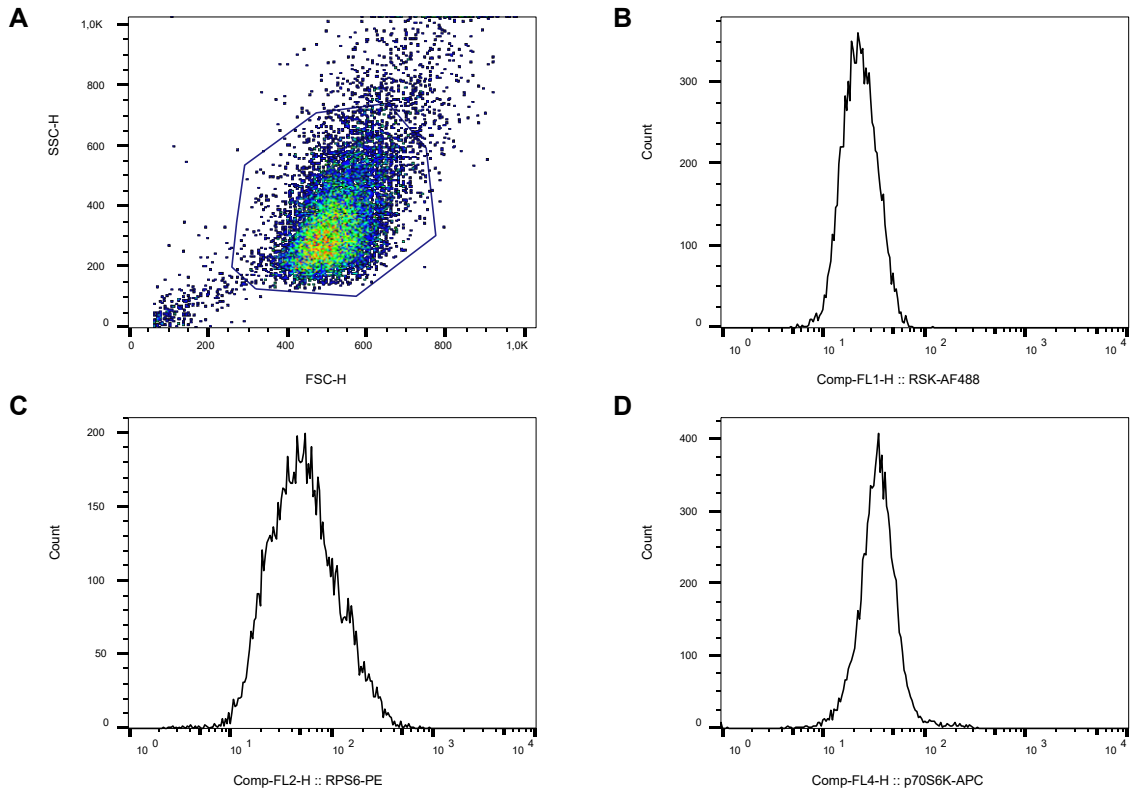 A
1,0K
800
600
400
200
0
SSC-H
0 200 400 600 800 1,0K
FSC-H
B
300
200
100
0
Count
10 0 10 1 10 2 10 3 10 4
Comp-FL1-H :: RSK-AF488
C
200
150
100
50
0
Count
10 0 10 1 10 2 10 3 10 4
Comp-FL2-H :: RPS6-PE
D
400
300
200
100
0
Count
10 0 10 1 10 2 10 3 10 4
Comp-FL4-H :: p70S6K-APC